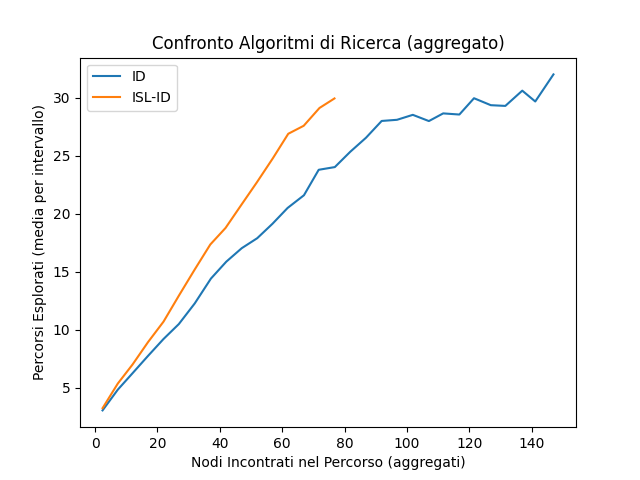 Confronto Algoritmi di Ricerca (aggregato)
ID
ISL-ID
Percorsi Esplorati (media per intervallo)
30
25
20
15
10
5
0 20 40 60 80 100 120 140
Nodi Incontrati nel Percorso (aggregati)